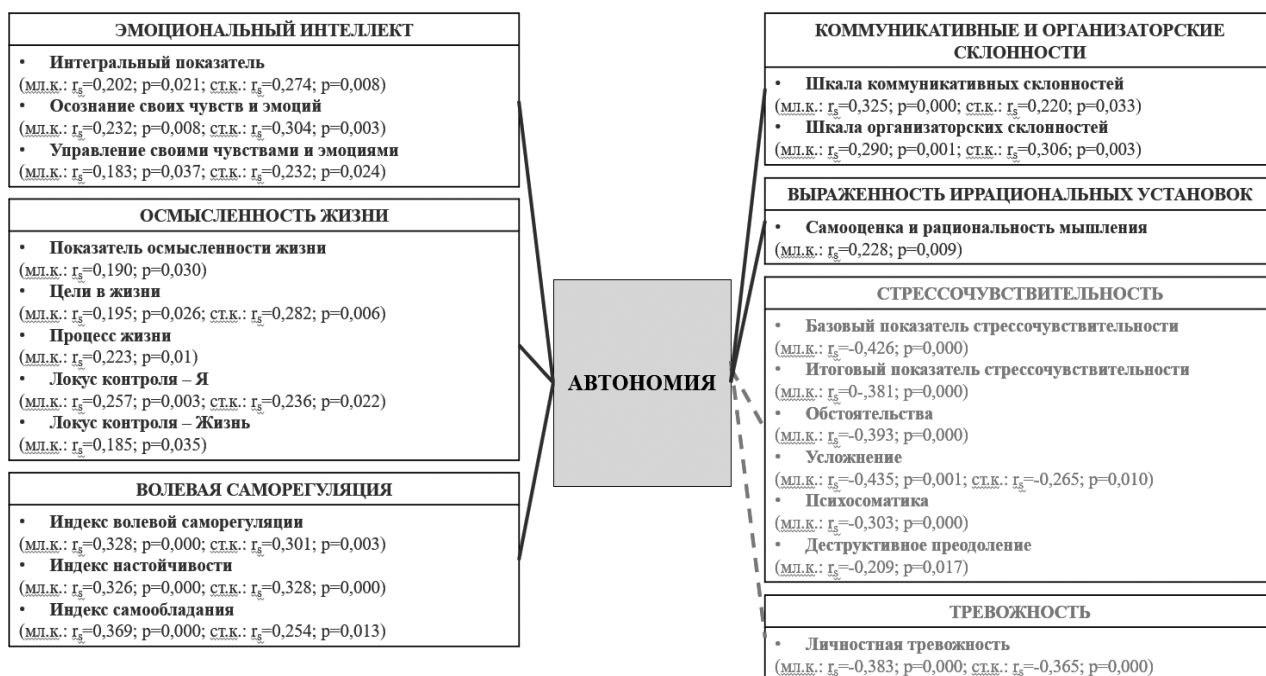 ЭМОЦИОНАЛЬНЫЙ ИНТЕЛЛЕКТ
• Интегральный показатель
(мл.к.: rs=0,202; p=0,021; ст.к.: rs=0,274; p=0,008)
• Осознание своих чувств и эмоций
(мл.к.: rs=0,232; p=0,008; ст.к.: rs=0,304; p=0,003)
• Управление своими чувствами и эмоциями
(мл.к.: rs=0,183; p=0,037; ст.к.: rs=0,232; p=0,024)
ОСМЫСЛЕННОСТЬ ЖИЗНИ
• Показатель осмысленности жизни
(мл.к.: rs=0,190; p=0,030)
• Цели в жизни
(мл.к.: rs=0,195; p=0,026; ст.к.: rs=0,282; p=0,006)
• Процесс жизни
(мл.к.: rs=0,223; p=0,01)
• Локус контроля – Я
(мл.к.: rs=0,257; p=0,003; ст.к.: rs=0,236; p=0,022)
• Локус контроля – Жизнь
(мл.к.: rs=0,185; p=0,035)
ВОЛЕВАЯ САМОРЕГУЛЯЦИЯ
• Индекс волевой саморегуляции
(мл.к.: rs=0,328; p=0,000; ст.к.: rs=0,301; p=0,003)
• Индекс настойчивости
(мл.к.: rs=0,326; p=0,000; ст.к.: rs=0,328; p=0,000)
• Индекс самообладания
(мл.к.: rs=0,369; p=0,000; ст.к.: rs=0,254; p=0,013)
АВТОНОМИЯ
КОММУНИКАТИВНЫЕ И ОРГАНИЗАТОРСКИЕ
СКЛОННОСТИ
• Шкала коммуникативных склонностей
(мл.к.: rs=0,325; p=0,000; ст.к.: rs=0,220; p=0,033)
• Шкала организаторских склонностей
(мл.к.: rs=0,290; p=0,001; ст.к.: rs=0,306; p=0,003)
ВЫРАЖЕННОСТЬ ИРРАЦИОНАЛЬНЫХ УСТАНОВОК
• Самооценка и рациональность мышления
(мл.к.: rs=0,228; p=0,009)
СТРЕССОЧУВСТВИТЕЛЬНОСТЬ
• Базовый показатель стрессочувствительности
(мл.к.: rs=-0,426; p=0,000)
• Итоговый показатель стрессочувствительности
(мл.к.: rs=0-,381; p=0,000)
• Обстоятельства
(мл.к.: rs=-0,393; p=0,000)
• Усложнение
(мл.к.: rs=-0,435; p=0,001; ст.к.: rs=-0,265; p=0,010)
• Психосоматика
(мл.к.: rs=-0,303; p=0,000)
• Деструктивное преодоление
(мл.к.: rs=-0,209; p=0,017)
ТРЕВОЖНОСТЬ
• Личностная тревожность
(мл.к.: rs=-0,383; p=0,000; ст.к.: rs=-0,365; p=0,000)